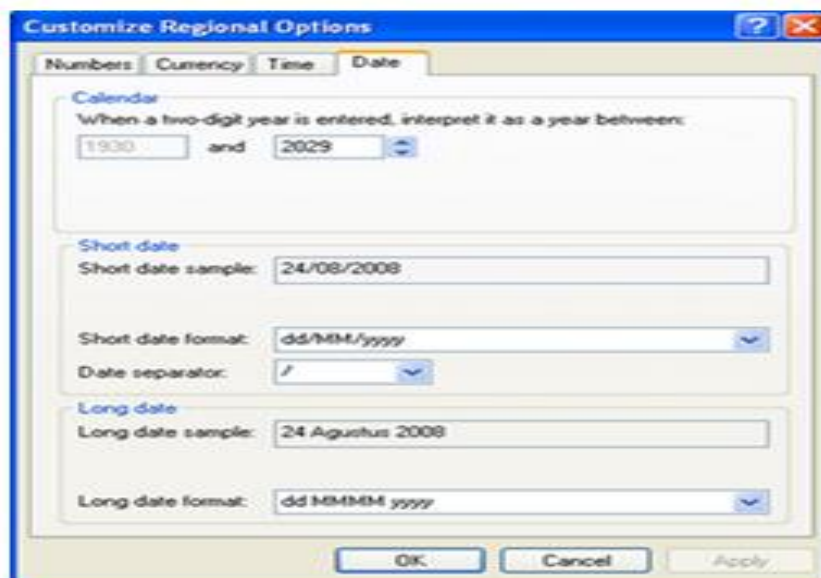 Customize Regional Options
Numbers Currency Time Date
Calendar
When a two-digit year is entered, interpret it as a year between:
1930 and 2029
Short date
Short date sample: 24/08/2008
Short date format: dd/MM/yyyy
Date separator: /
Long date
Long date sample: 24 Agustus 2008
Long date format: dd MMMM yyyy
OK Cancel Apply